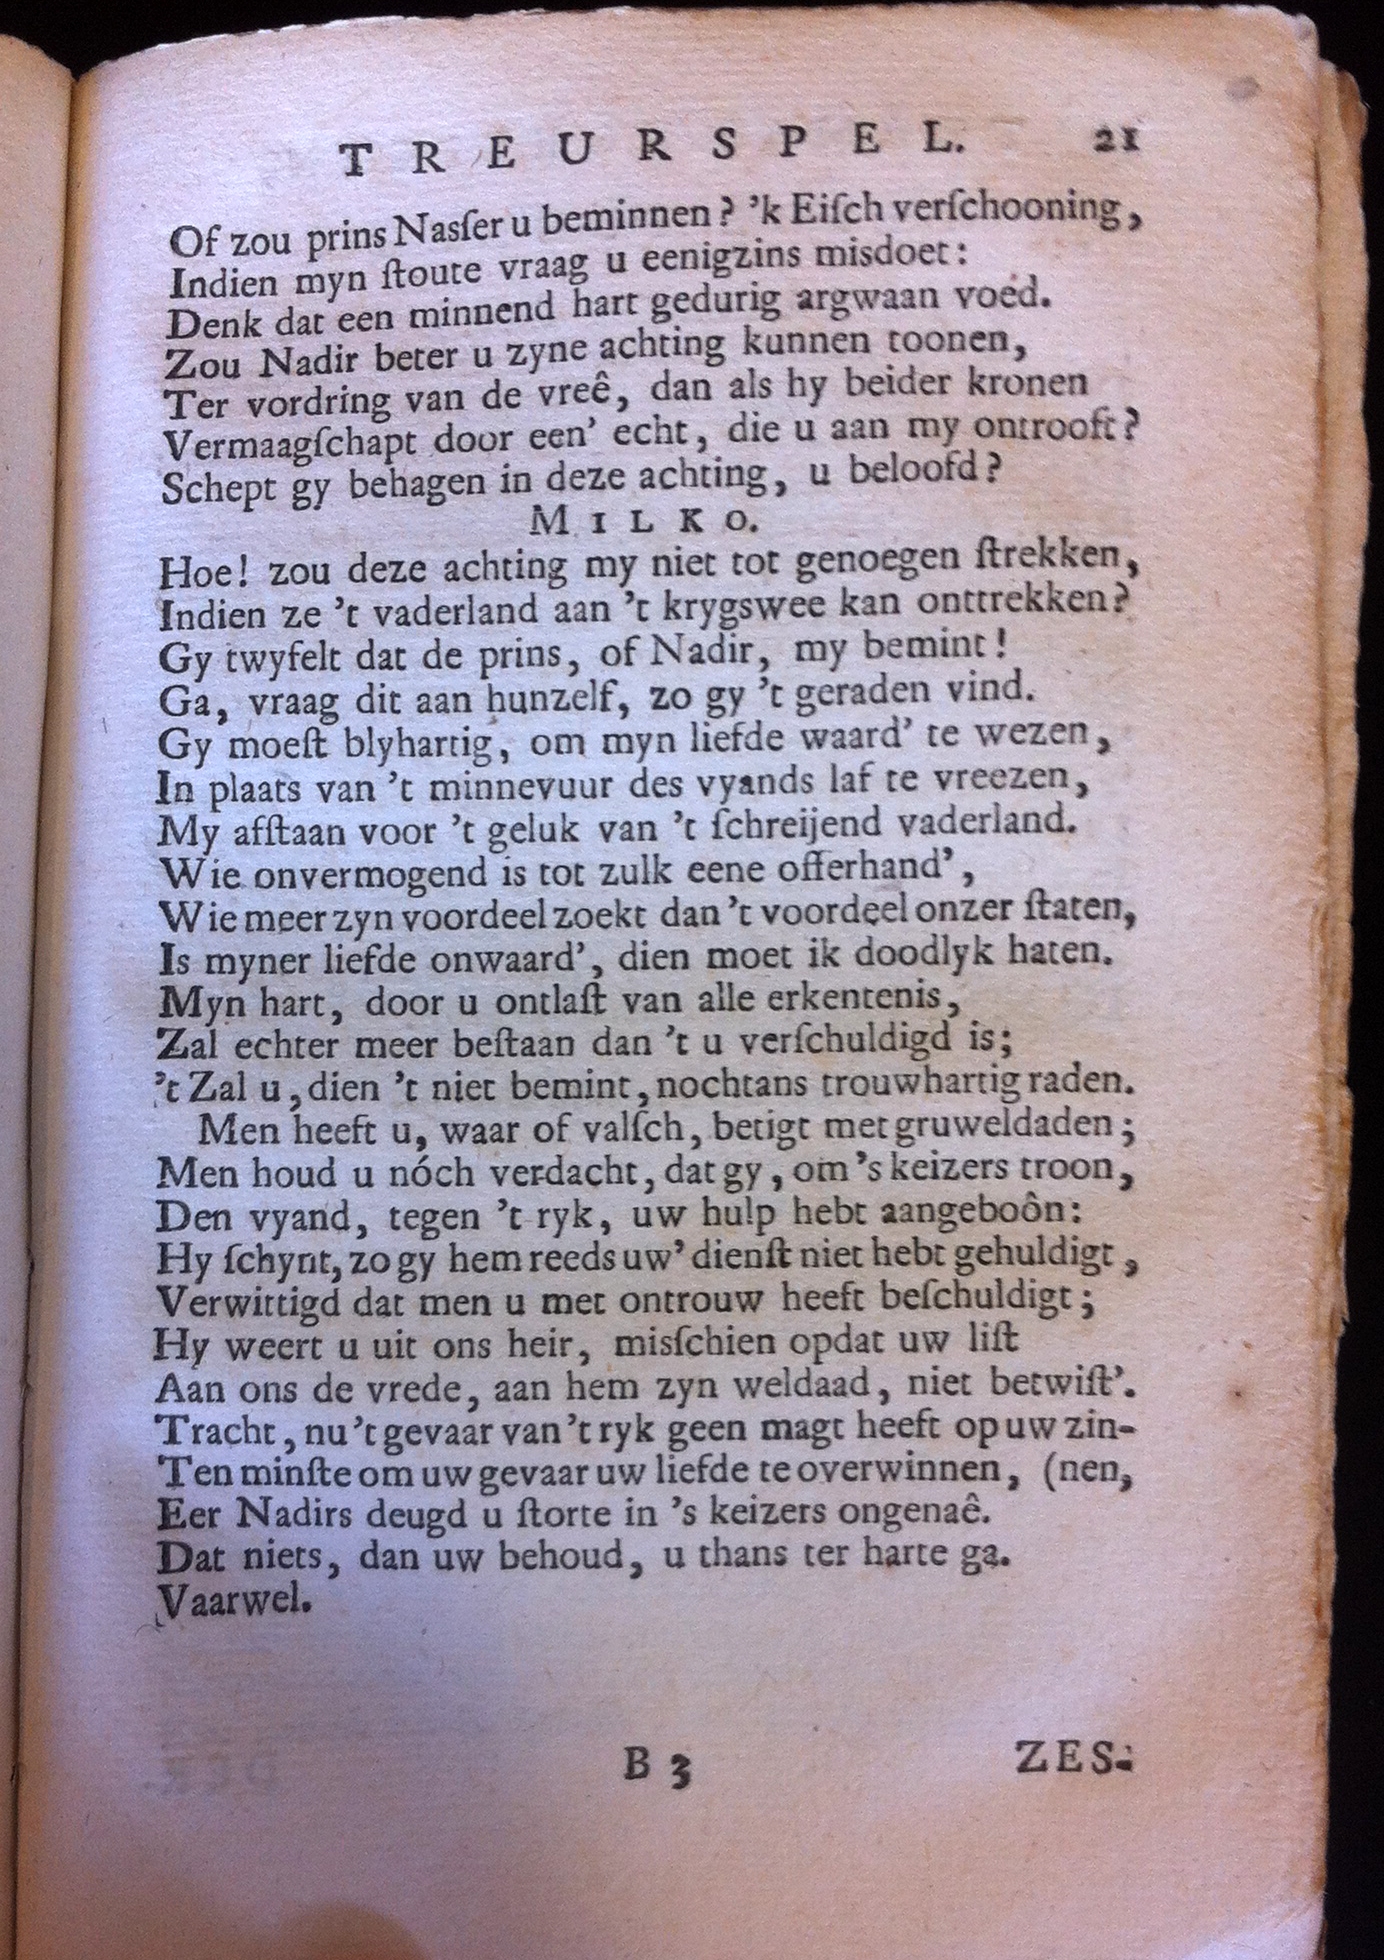 TREURSPEL. 21
Of zou prins Nasſer u beminnen? 'k Eiſch verſchooning,
Indien myn ſtoute vraag u eenigzins misdoet:
Denk dat een minnend hart gedurig argwaan voed.
Zou Nadir beter u zyne achting kunnen toonen,
Ter vordring van de vreê, dan als hy beider kronen
Vermaagſchapt door een' echt, die u aan my ontrooft?
Schept gy behagen in deze achting, u beloofd?
MILKO.
Hoe! zou deze achting my niet tot genoegen ſtrekken,
Indien ze 't vaderland aan 't krygswee kan onttrekken?
Gy twyfelt dat de prins, of Nadir, my bemint!
Ga, vraag dit aan hunzelf, zo gy 't geraden vind.
Gy moeſt blyhartig, om myn liefde waard' te wezen,
In plaats van 't minnevuur des vyands laf te vreezen,
My afſtaan voor 't geluk van 't ſchreijend vaderland.
Wie onvermogend is tot zulk eene offerhand',
Wie meer zyn voordeel zoekt dan 't voordeel onzer ſtaten,
Is myner liefde onwaard', dien moet ik doodlyk haten.
Myn hart, door u ontlaſt van alle erkentenis,
Zal echter meer beſtaan dan 't u verſchuldigd is;
't Zal u, dien 't niet bemint, nochtans trouwhartig raden.
Men heeft u, waar of valſch, betigt met gruweldaden;
Men houd u nóch verdacht, dat gy, om 's keizers troon,
Den vyand, tegen 't ryk, uw hulp hebt aangeboôn:
Hy ſchynt, zo gy hem reeds uw' dienſt niet hebt gehuldigt,
Verwittigd dat men u met ontrouw heeft beſchuldigt;
Hy weert u uit ons heir, misſchien opdat uw liſt
Aan ons de vrede, aan hem zyn weldaad, niet betwiſt'.
Tracht, nu 't gevaar van 't ryk geen magt heeft op uw zin-
Ten minſte om uw gevaar uw liefde te overwinnen, (nen,
Eer Nadirs deugd u ſtorte in 's keizers ongenaê.
Dat niets, dan uw behoud, u thans ter harte ga.
Vaarwel.
B 3 ZES-